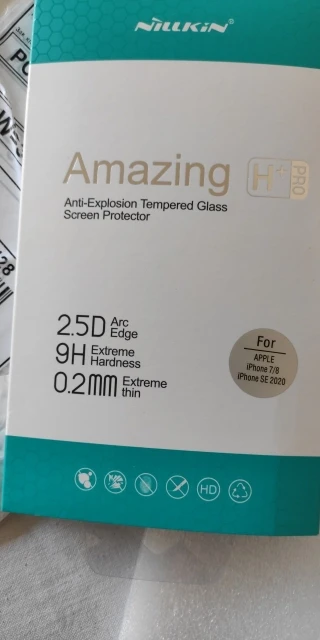 NILLKIN®
Amazing H+ PRO
Anti-Explosion Tempered Glass
Screen Protector
2.5D Arc Edge
9H Extreme Hardness
0.2mm Extreme thin
For
APPLE
iPhone 7/8
iPhone SE 2020
HD